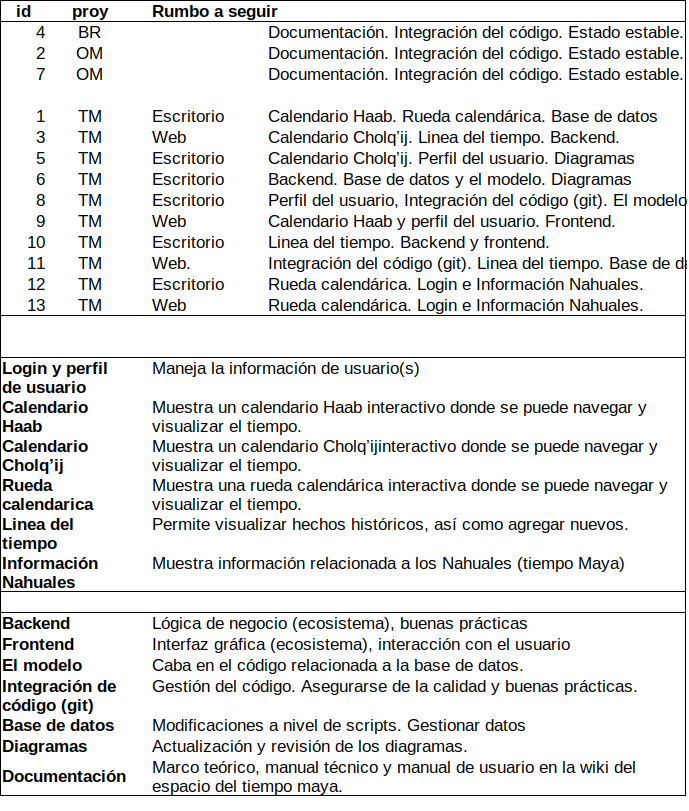 id proy Rumbo a seguir
4 BR Documentación. Integración del código. Estado estable.
2 OM Documentación. Integración del código. Estado estable.
7 OM Documentación. Integración del código. Estado estable.
1 TM Escritorio Calendario Haab. Rueda calendárica. Base de datos
3 TM Web Calendario Cholq’ij. Linea del tiempo. Backend.
5 TM Escritorio Calendario Cholq’ij. Perfil del usuario. Diagramas
6 TM Escritorio Backend. Base de datos y el modelo. Diagramas
8 TM Escritorio Perfil del usuario, Integración del código (git). El modelo
9 TM Web Calendario Haab y perfil del usuario. Frontend.
10 TM Escritorio Linea del tiempo. Backend y frontend.
11 TM Web. Integración del código (git). Linea del tiempo. Base de
12 TM Escritorio Rueda calendárica. Login e Información Nahuales.
13 TM Web Rueda calendárica. Login e Información Nahuales.
Login y perfil Maneja la información de usuario(s)
de usuario
Calendario Muestra un calendario Haab interactivo donde se puede navegar y
Haab visualizar el tiempo.
Calendario Muestra un calendario Cholq’ijinteractivo donde se puede navegar y
Cholq’ij visualizar el tiempo.
Rueda Muestra una rueda calendárica interactiva donde se puede navegar y
calendarica visualizar el tiempo.
Linea del Permite visualizar hechos históricos, así como agregar nuevos.
tiempo
Información Muestra información relacionada a los Nahuales (tiempo Maya)
Nahuales
Backend Lógica de negocio (ecosistema), buenas prácticas
Frontend Interfaz gráfica (ecosistema), interacción con el usuario
El modelo Caba en el código relacionada a la base de datos.
Integración de Gestión del código. Asegurarse de la calidad y buenas prácticas.
código (git)
Base de datos Modificaciones a nivel de scripts. Gestionar datos
Diagramas Actualización y revisión de los diagramas.
Documentación Marco teórico, manual técnico y manual de usuario en la wiki del
espacio del tiempo maya.